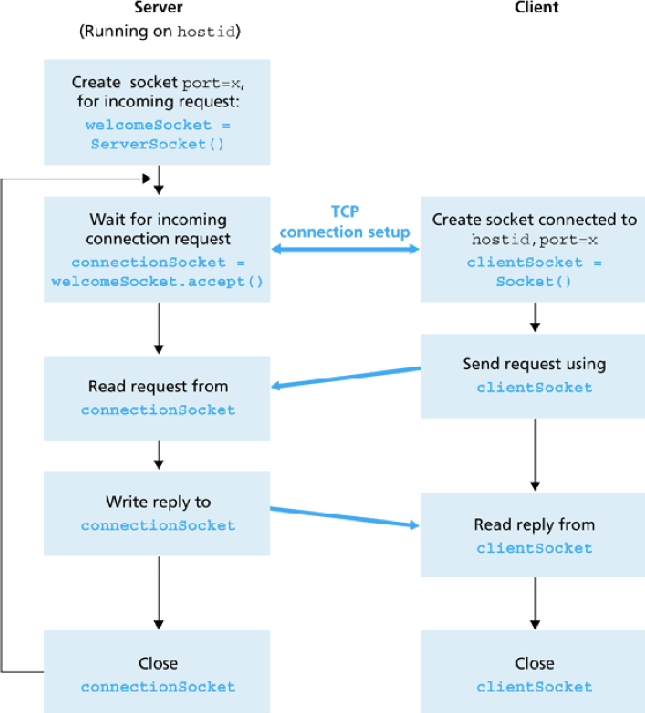 Server
(Running on hostid)
Create socket port=x,
for incoming request:
welcomeSocket =
ServerSocket()
Wait for incoming
connection request
connectionSocket =
welcomeSocket.accept()
Read request from
connectionSocket
Write reply to
connectionSocket
Close
connectionSocket
TCP
connection setup
Client
Create socket connected to
hostid,port=x
clientSocket =
Socket()
Send request using
clientSocket
Read reply from
clientSocket
Close
clientSocket